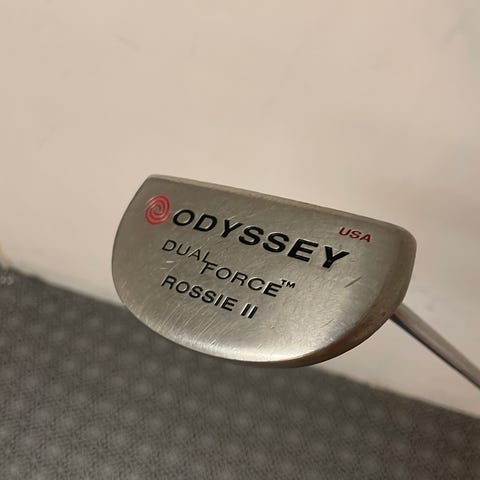 ODYSSEY USA
DUAL FORCE™
ROSSIE II